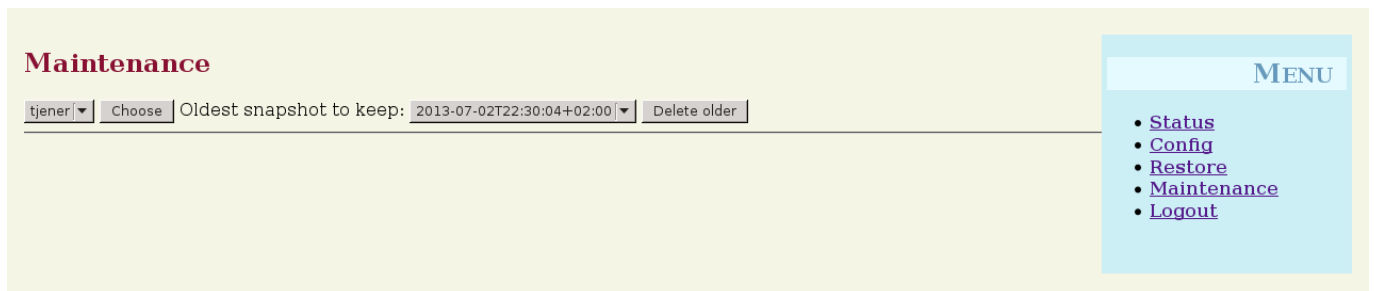 Maintenance
tjener Choose Oldest snapshot to keep: 2013-07-02T22:30:04+02:00 Delete older
MENU
Status
Config
Restore
Maintenance
Logout